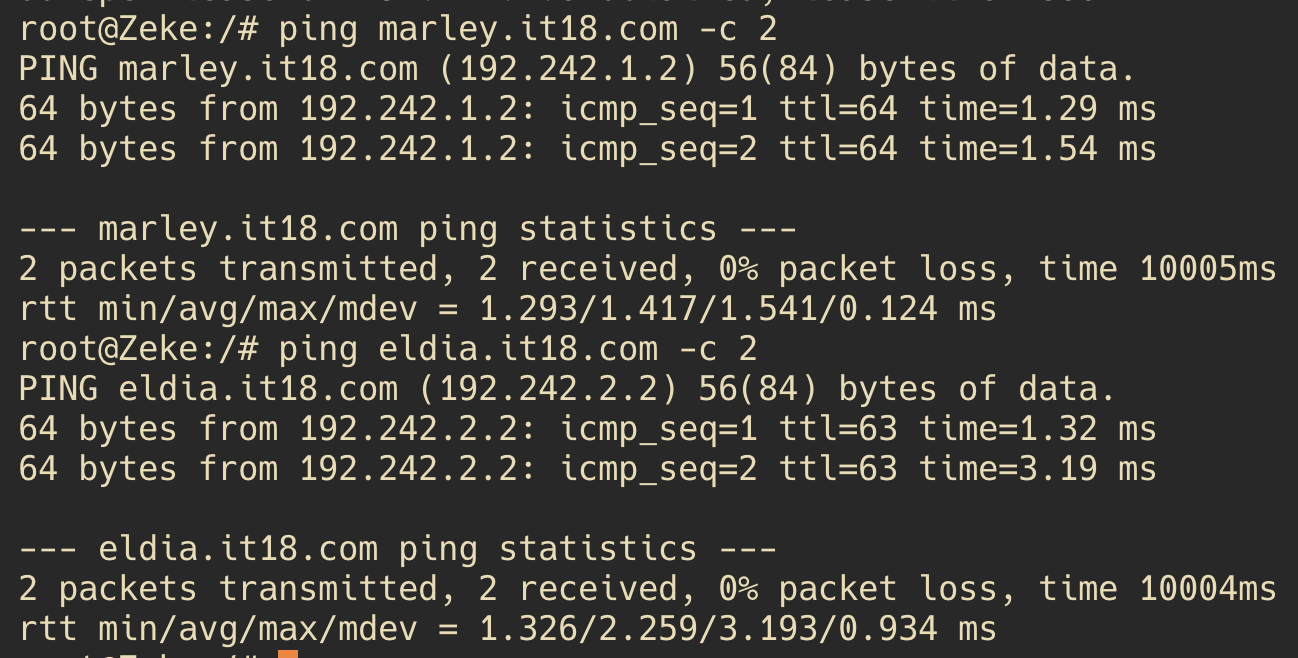 root@Zeke:/# ping marley.it18.com -c 2
PING marley.it18.com (192.242.1.2) 56(84) bytes of data.
64 bytes from 192.242.1.2: icmp_seq=1 ttl=64 time=1.29 ms
64 bytes from 192.242.1.2: icmp_seq=2 ttl=64 time=1.54 ms
--- marley.it18.com ping statistics ---
2 packets transmitted, 2 received, 0% packet loss, time 10005ms
rtt min/avg/max/mdev = 1.293/1.417/1.541/0.124 ms
root@Zeke:/# ping eldia.it18.com -c 2
PING eldia.it18.com (192.242.2.2) 56(84) bytes of data.
64 bytes from 192.242.2.2: icmp_seq=1 ttl=63 time=1.32 ms
64 bytes from 192.242.2.2: icmp_seq=2 ttl=63 time=3.19 ms
--- eldia.it18.com ping statistics ---
2 packets transmitted, 2 received, 0% packet loss, time 10004ms
rtt min/avg/max/mdev = 1.326/2.259/3.193/0.934 ms